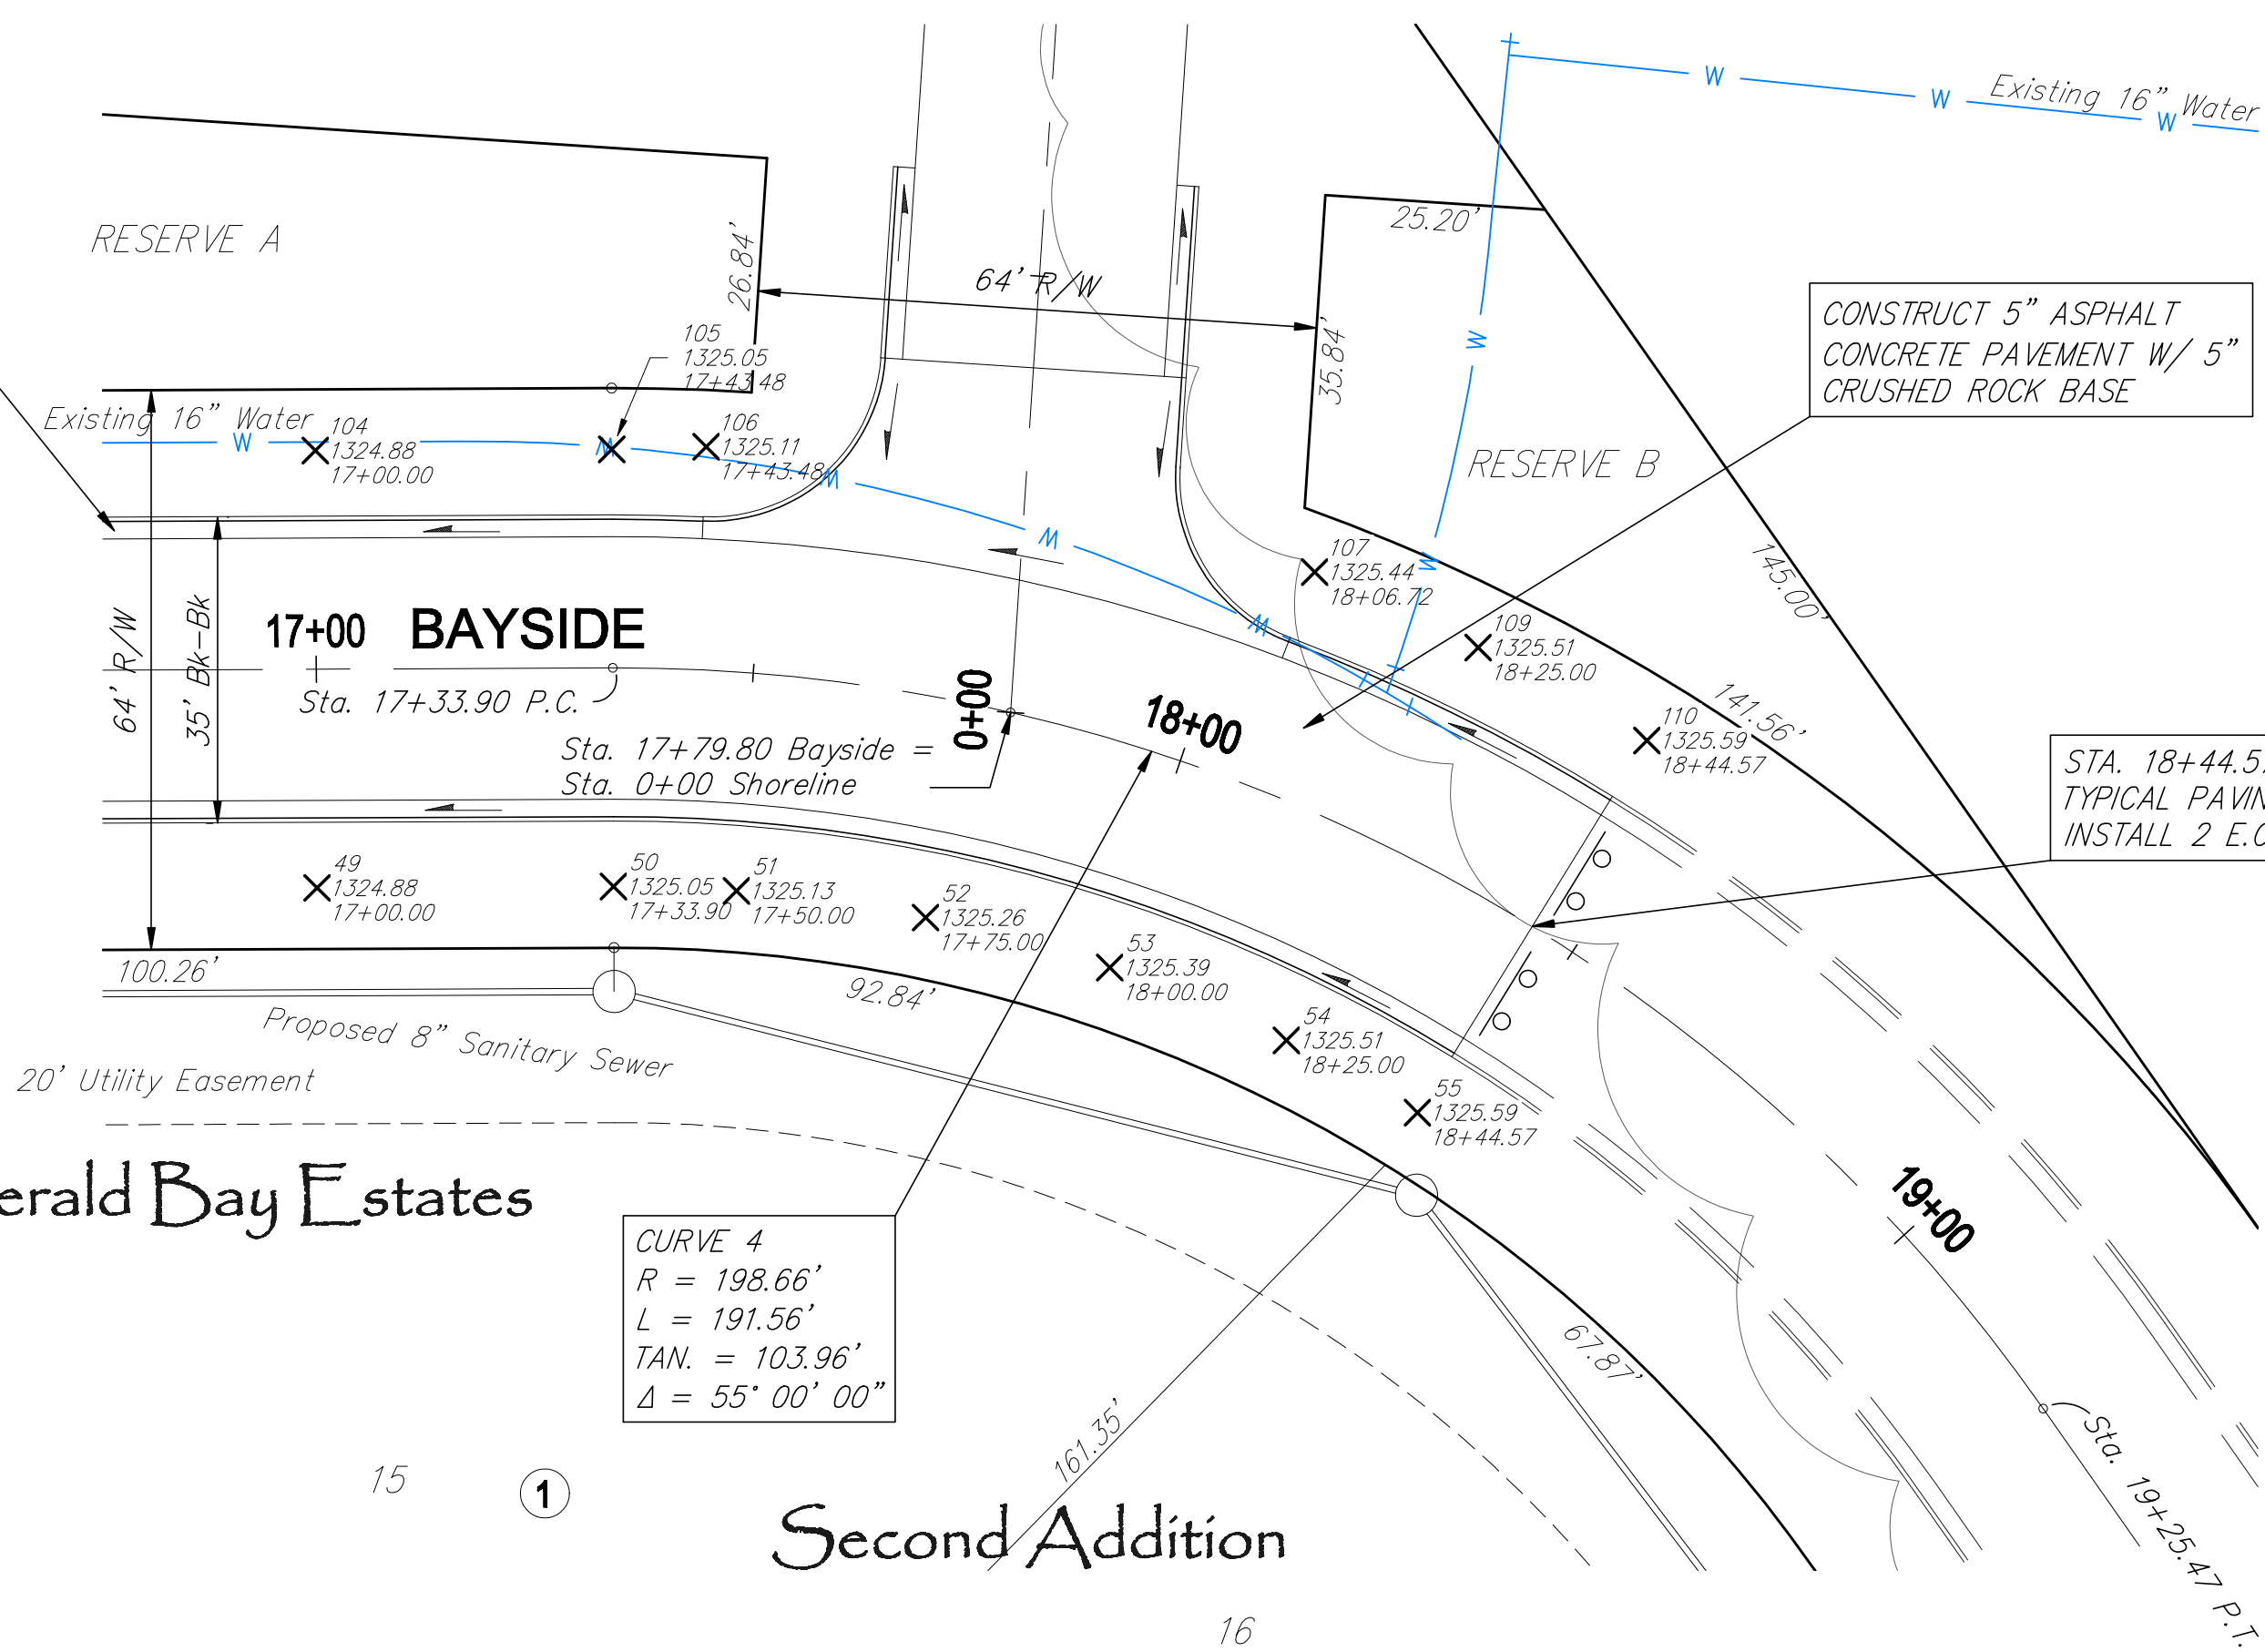 Existing 16" Water
W
W
W
RESERVE A
26.84'
64' R/W
25.20'
35.84'
W
CONSTRUCT 5" ASPHALT
CONCRETE PAVEMENT W/ 5"
CRUSHED ROCK BASE
105
1325.05
17+43.48
Existing 16" Water
W
104
1324.88
17+00.00
W
106
1325.11
17+43.48
W
RESERVE B
W
W
107
1325.44
18+06.72
145.00'
W
109
1325.51
18+25.00
64' R/W
35' Bk-Bk
17+00
BAYSIDE
Sta. 17+33.90 P.C.
0+00
18+00
141.56'
110
1325.59
18+44.57
Sta. 17+79.80 Bayside =
Sta. 0+00 Shoreline
STA. 18+44.5
TYPICAL PAVIN
INSTALL 2 E.C
49
1324.88
17+00.00
50
1325.05
17+33.90
51
1325.13
17+50.00
52
1325.26
17+75.00
53
1325.39
18+00.00
54
1325.51
18+25.00
55
1325.59
18+44.57
100.26'
92.84'
Proposed 8" Sanitary Sewer
20' Utility Easement
erald Bay Estates
19+00
CURVE 4
R = 198.66'
L = 191.56'
TAN. = 103.96'
Δ = 55° 00' 00"
67.87'
161.35'
Sta. 19+25.47 P.T.
15
1
Second Addition
16